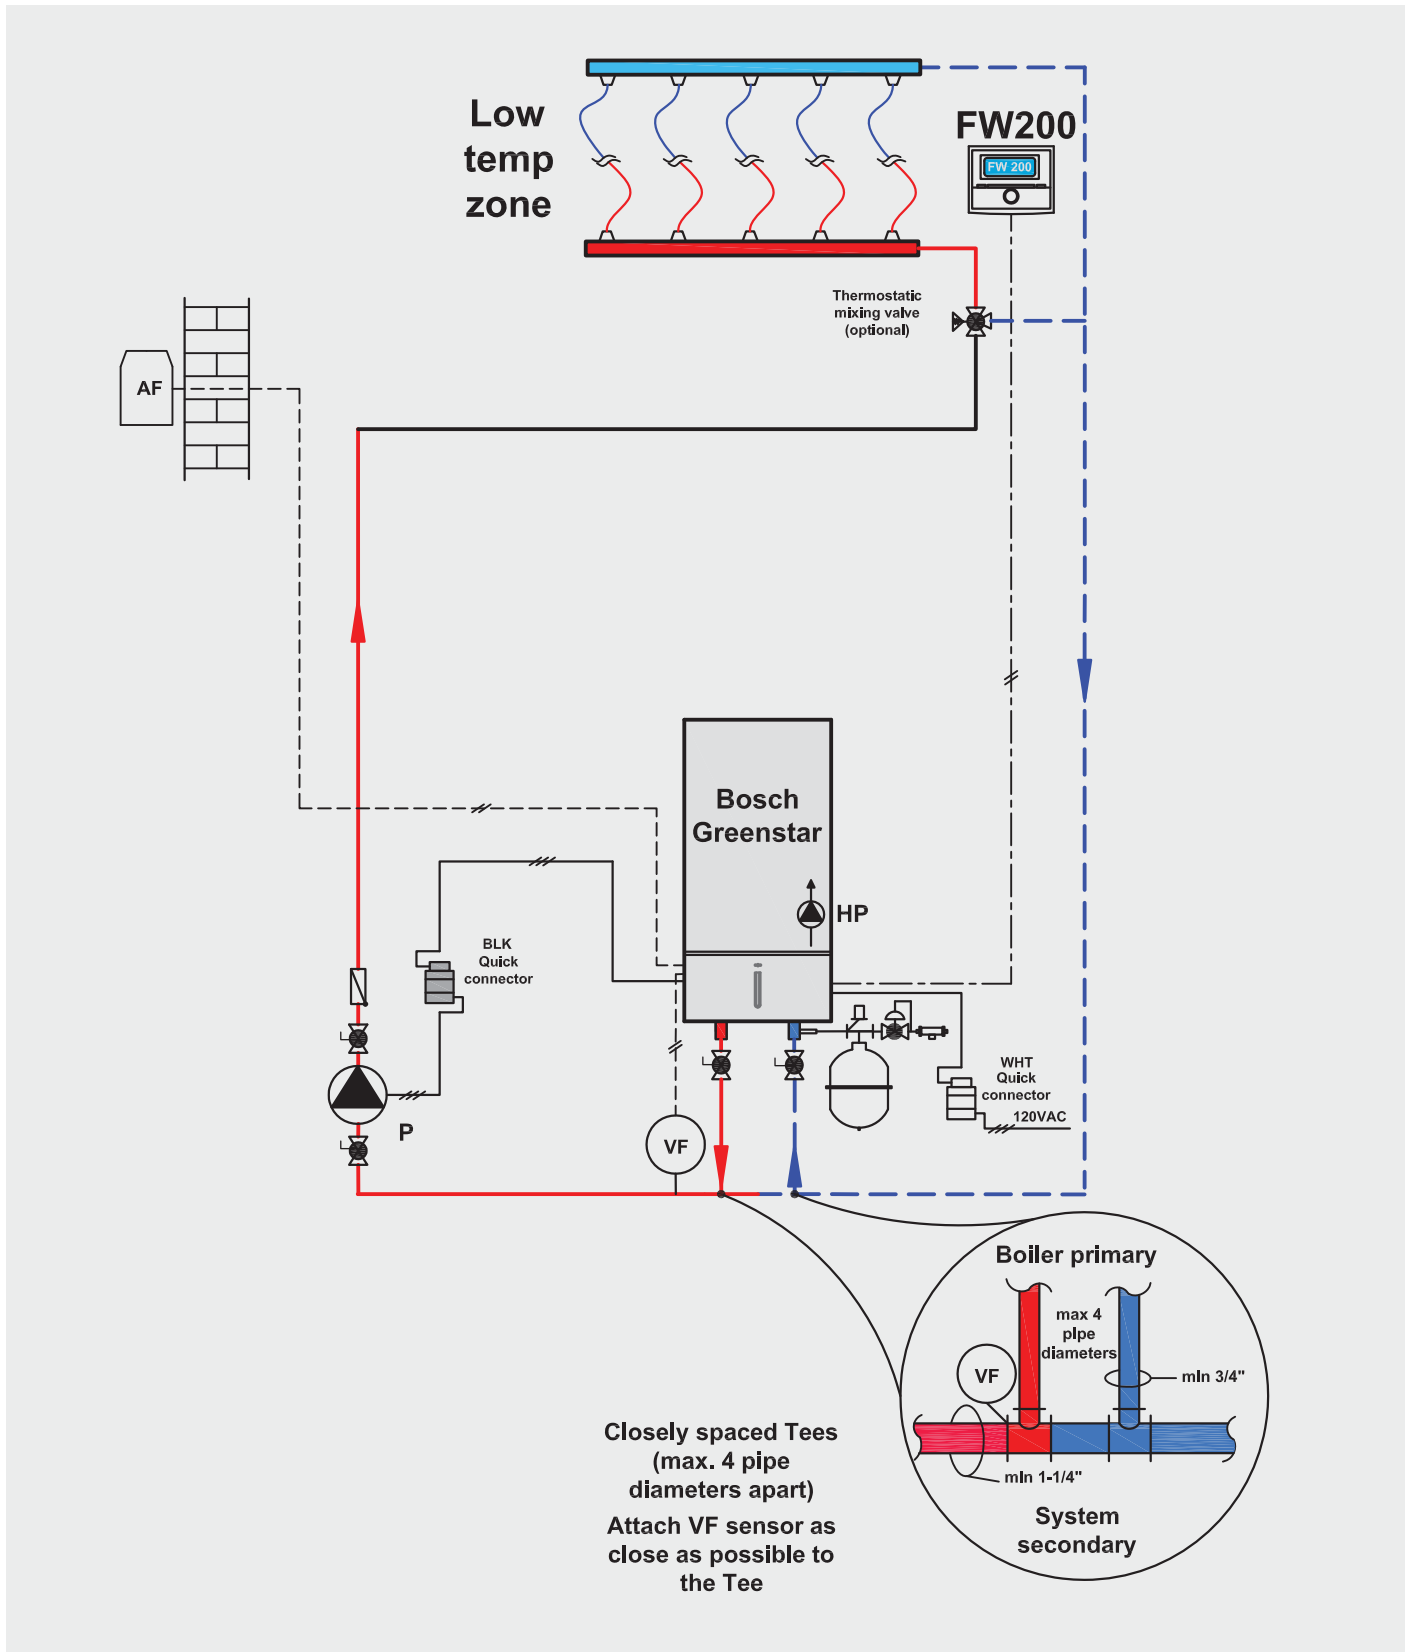 Low
temp
zone
FW200
FW 200
Thermostatic
mixing valve
(optional)
AF
Bosch
Greenstar
HP
BLK
Quick
connector
WHT
Quick
connector
120VAC
P
VF
Boiler primary
max 4
pIpe
diameters
VF
mIn 3/4"
mIn 1-1/4"
System
secondary
Closely spaced Tees
(max. 4 pipe
diameters apart)
Attach VF sensor as
close as possible to
the Tee